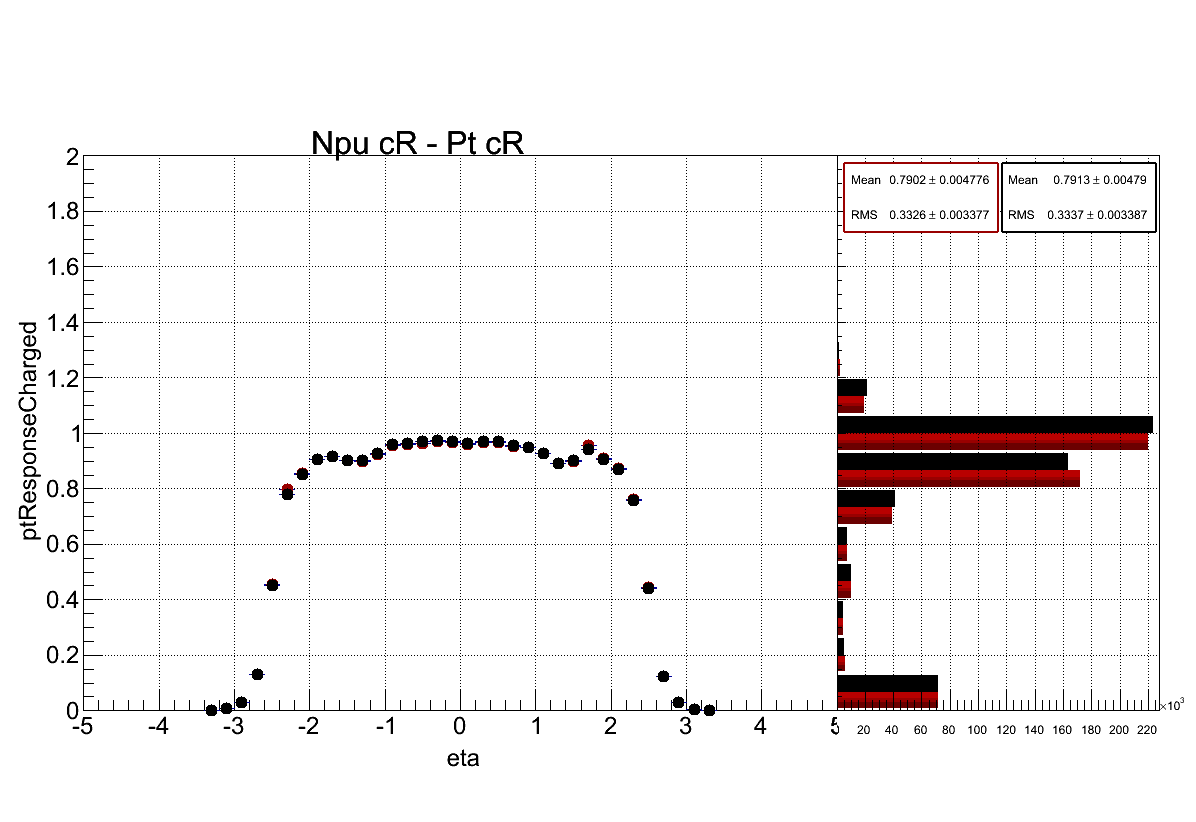 Npu cR - Pt cR
ptResponseCharged
2
1.8
1.6
1.4
1.2
1
0.8
0.6
0.4
0.2
0
-5 -4 -3 -2 -1 0 1 2 3 4
eta
Mean 0.7902 ± 0.004776
RMS 0.3326 ± 0.003377
Mean 0.7913 ± 0.00479
RMS 0.3337 ± 0.003387
20 40 60 80 100 120 140 160 180 200 220
×10³